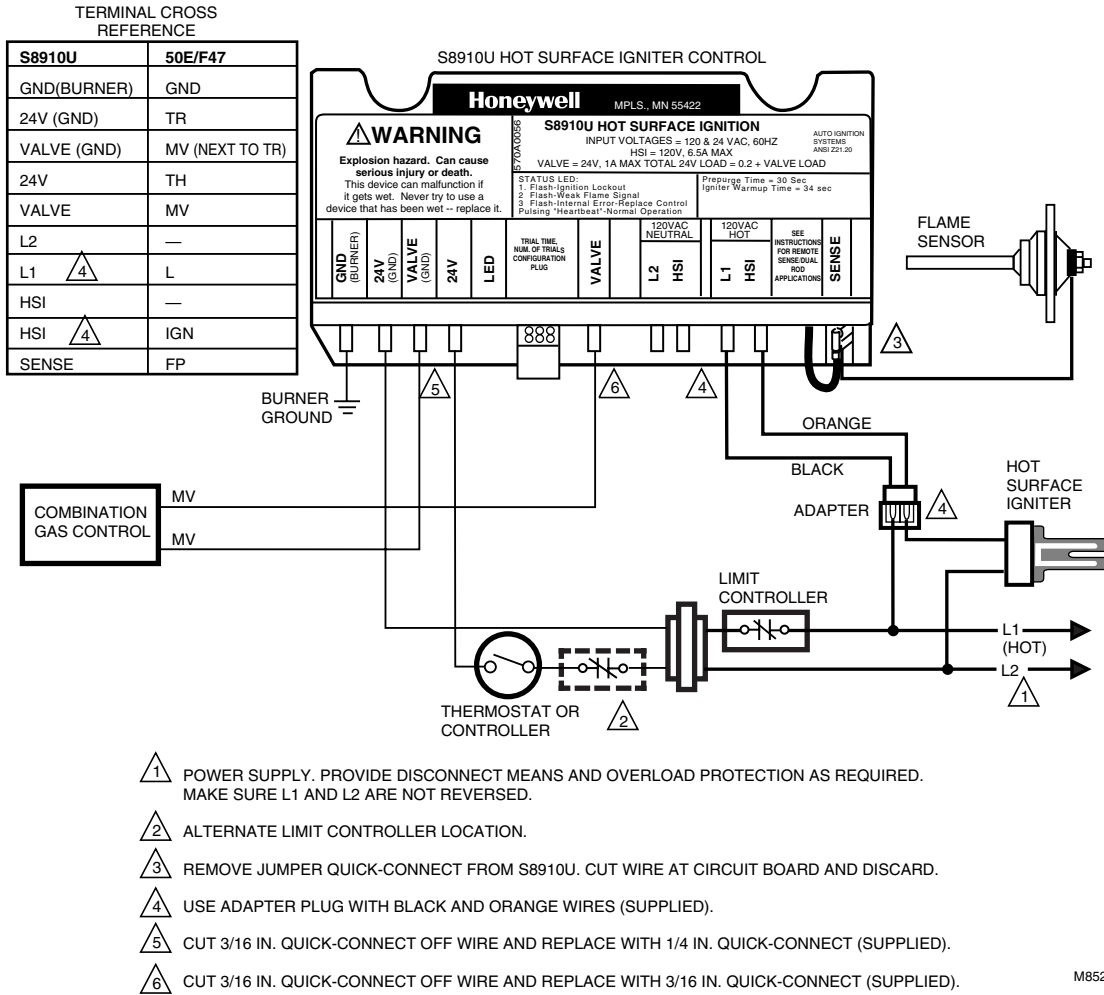 TERMINAL CROSS
REFERENCE
S8910U 50E/F47
GND(BURNER) GND
24V (GND) TR
VALVE (GND) MV (NEXT TO TR)
24V TH
VALVE MV
L2 —
L1 4 L
HSI —
HSI 4 IGN
SENSE FP
S8910U HOT SURFACE IGNITER CONTROL
Honeywell MPLS., MN 55422
WARNING
Explosion hazard. Can cause
serious injury or death.
This device can malfunction if
it gets wet. Never try to use a
device that has been wet -- replace it.
570A0056
S8910U HOT SURFACE IGNITION
INPUT VOLTAGES = 120 & 24 VAC, 60HZ
HSI = 120V, 6.5A MAX
VALVE = 24V, 1A MAX TOTAL 24V LOAD = 0.2 + VALVE LOAD
AUTO IGNITION
SYSTEMS
ANSI Z21.20
STATUS LED:
1. Flash-Ignition Lockout
2 Flash-Weak Flame Signal
3 Flash-Internal Error-Replace Control
Pulsing "Heartbeat"-Normal Operation
Prepurge Time = 30 Sec
Igniter Warmup Time = 34 sec
GND
(BURNER)
24V
(GND)
VALVE
(GND)
24V
LED
TRIAL TIME,
NUM. OF TRIALS
CONFIGURATION
PLUG
VALVE
120VAC
NEUTRAL
L2
HSI
120VAC
HOT
L1
HSI
SEE
INSTRUCTIONS
FOR REMOTE
SENSE/DUAL
ROD
APPLICATIONS
SENSE
FLAME
SENSOR
3
5
6
4
BURNER
GROUND
ORANGE
BLACK
ADAPTER
4
HOT
SURFACE
IGNITER
COMBINATION
GAS CONTROL
MV
MV
LIMIT
CONTROLLER
L1
(HOT)
L2
1
THERMOSTAT OR
CONTROLLER
2
1 POWER SUPPLY. PROVIDE DISCONNECT MEANS AND OVERLOAD PROTECTION AS REQUIRED.
MAKE SURE L1 AND L2 ARE NOT REVERSED.
2 ALTERNATE LIMIT CONTROLLER LOCATION.
3 REMOVE JUMPER QUICK-CONNECT FROM S8910U. CUT WIRE AT CIRCUIT BOARD AND DISCARD.
4 USE ADAPTER PLUG WITH BLACK AND ORANGE WIRES (SUPPLIED).
5 CUT 3/16 IN. QUICK-CONNECT OFF WIRE AND REPLACE WITH 1/4 IN. QUICK-CONNECT (SUPPLIED).
6 CUT 3/16 IN. QUICK-CONNECT OFF WIRE AND REPLACE WITH 3/16 IN. QUICK-CONNECT (SUPPLIED).
M852